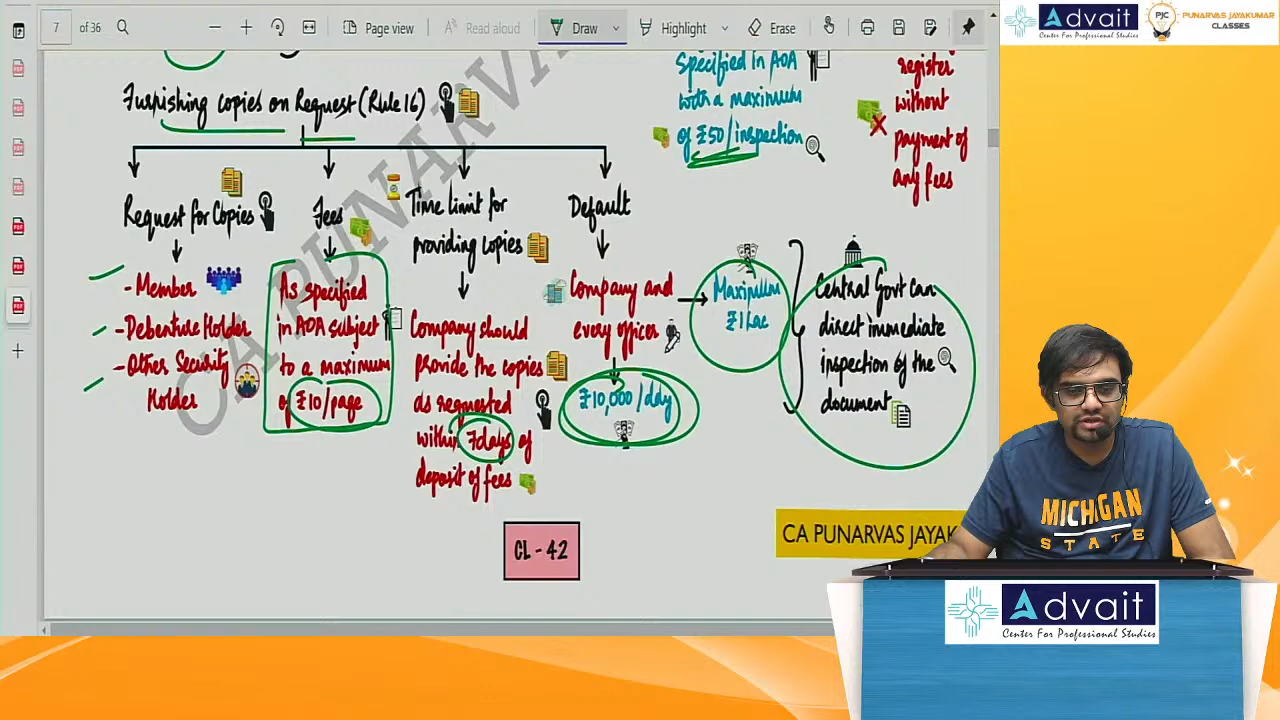 7 of 36
Page view
Read aloud
Draw
Highlight
Erase
Advait
Center For Professional Studies
PJC
PUNARVAS JAYAKUMAR
CLASSES
Specified in AOA
with a maximum
of ₹50/inspection
register
without
payment of
any fees
Furnishing copies on Request (Rule 16)
Request for Copies
- Member
- Debenture Holder
- Other Security
Holder
Fees
As specified
in AOA subject
to a maximum
of ₹10/page
Time limit for
providing copies
Company should
provide the copies
as requested
within 7days of
deposit of fees
Default
Company and
every officer
₹10,000/day
Maximum
₹1 Lac
Central Govt can
direct immediate
inspection of the
document
CA PUNARVA
CL - 42
CA PUNARVAS JAYAK
MICHIGAN
STATE
Advait
Center For Professional Studies